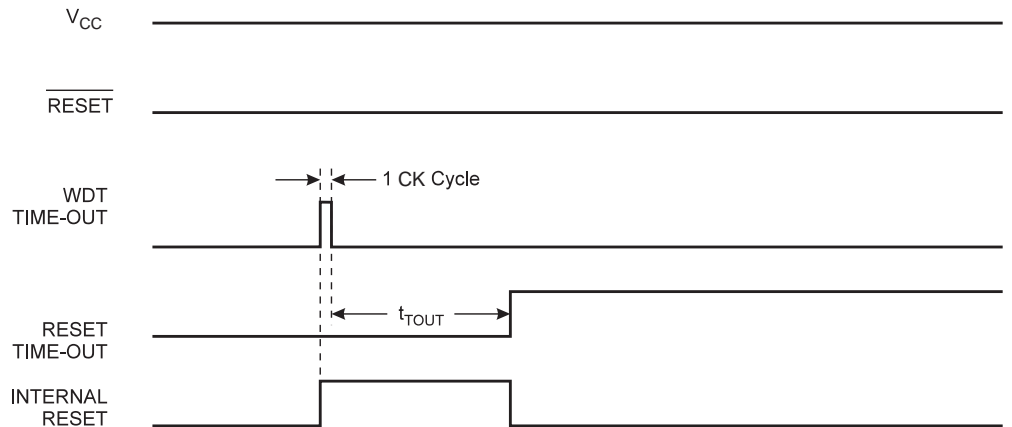 VCC
RESET
1 CK Cycle
WDT
TIME-OUT
tTOUT
RESET
TIME-OUT
INTERNAL
RESET